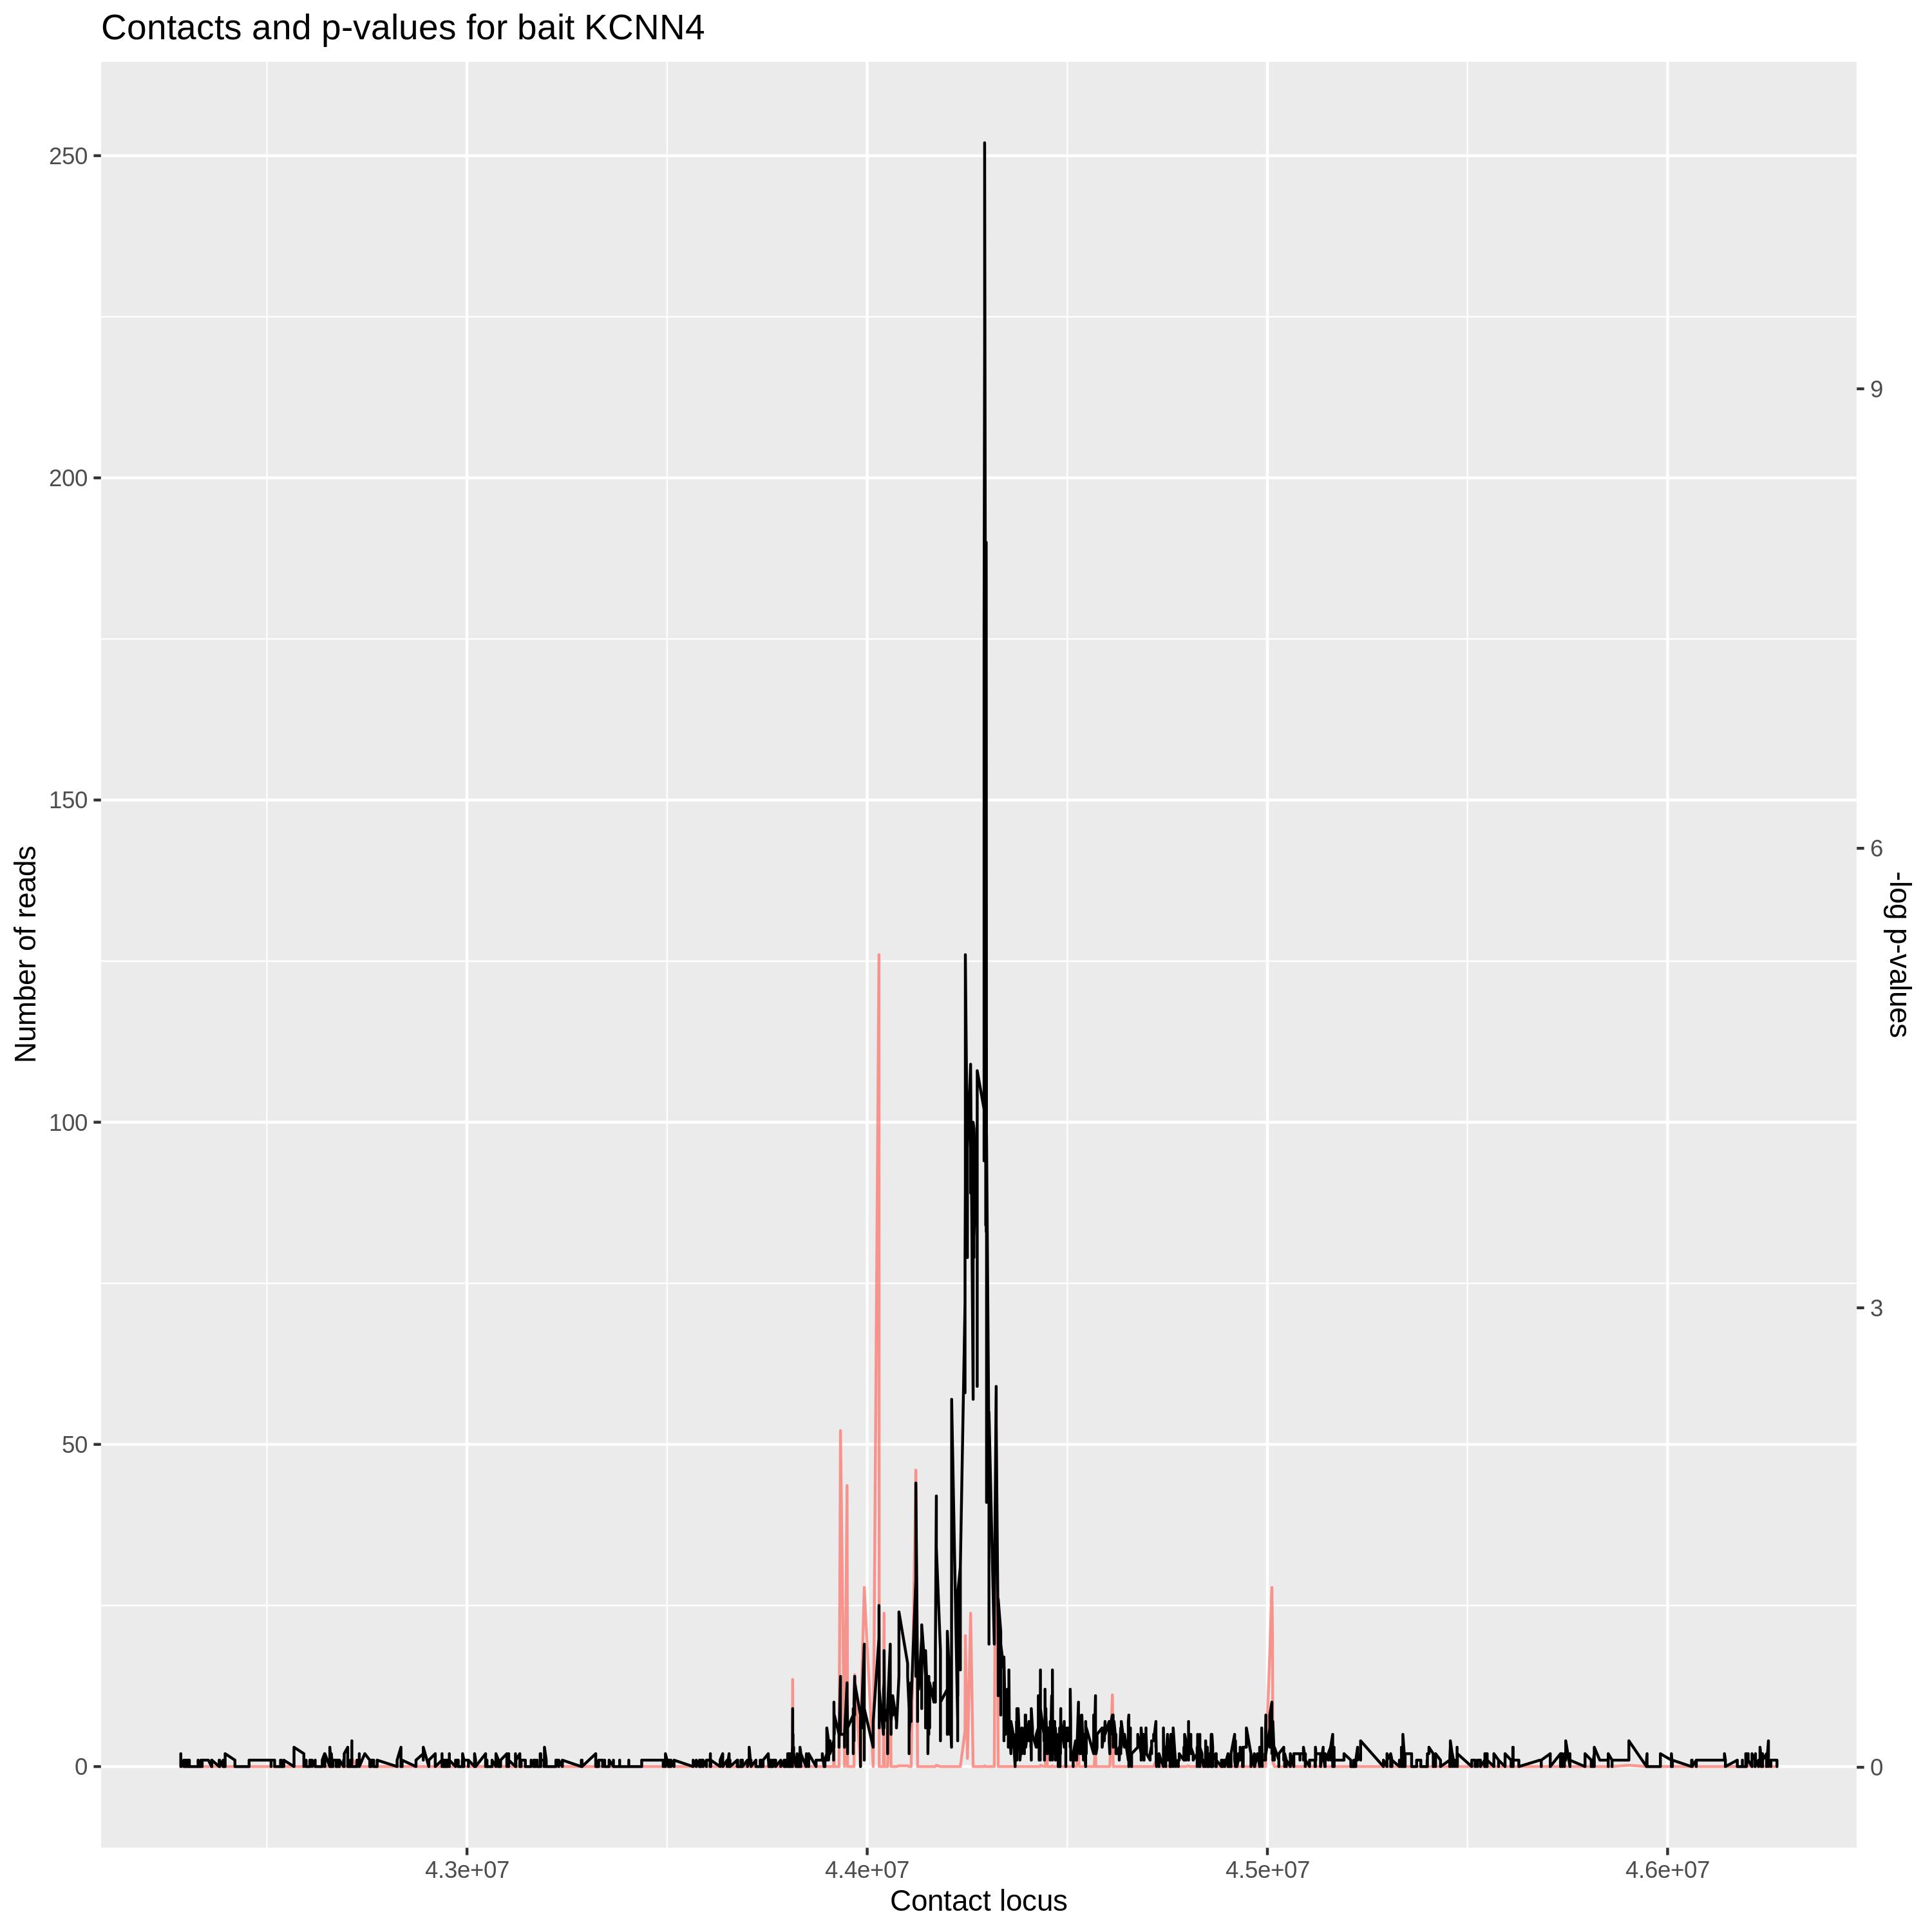 Contacts and p-values for bait KCNN4
250
200
150
100
50
0
Number of reads
9
6
3
0
-log p-values
4.3e+07
4.4e+07
4.5e+07
4.6e+07
Contact locus